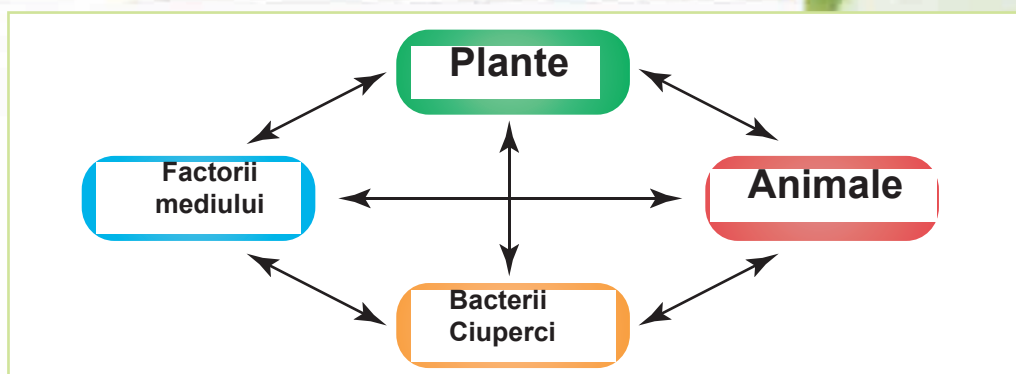 Plante
Factorii
mediului
Animale
Bacterii
Ciuperci